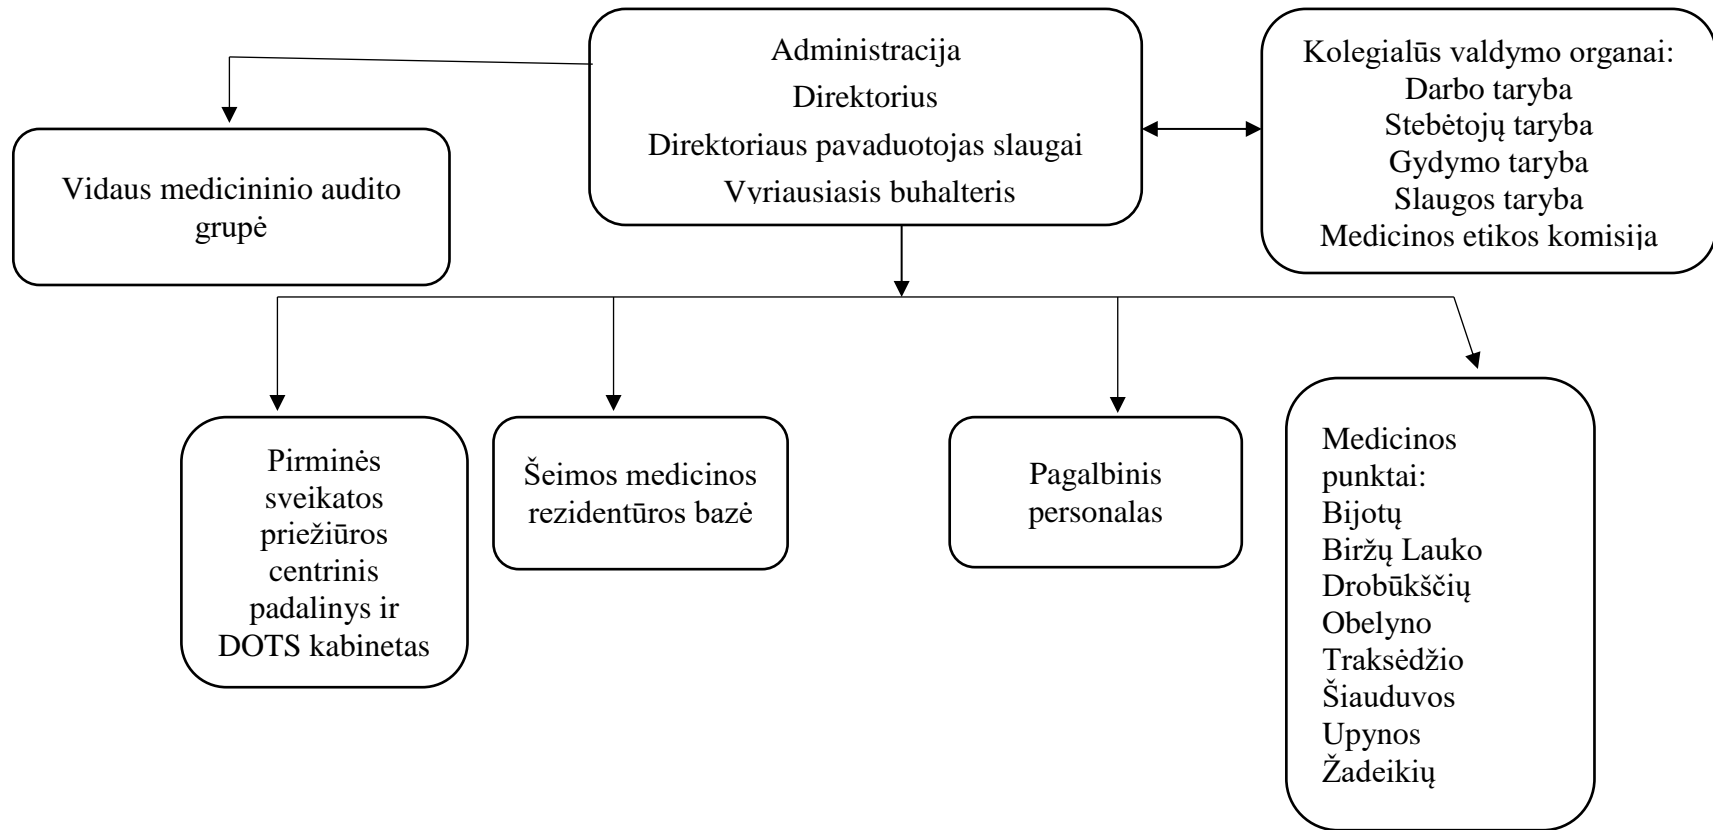 Administracija
Direktorius
Direktoriaus pavaduotojas slaugai
Vyriausiasis buhalteris
Kolegialūs valdymo organai:
Darbo taryba
Stebėtojų taryba
Gydymo taryba
Slaugos taryba
Medicinos etikos komisija
Vidaus medicininio audito
grupė
Pirminės
sveikatos
priežiūros
centrinis
padalinys ir
DOTS kabinetas
Šeimos medicinos
rezidentūros bazė
Pagalbinis
personalas
Medicinos
punktai:
Bijotų
Biržų Lauko
Drobūkščių
Obelyno
Traksėdžio
Šiauduvos
Upynos
Žadeikių